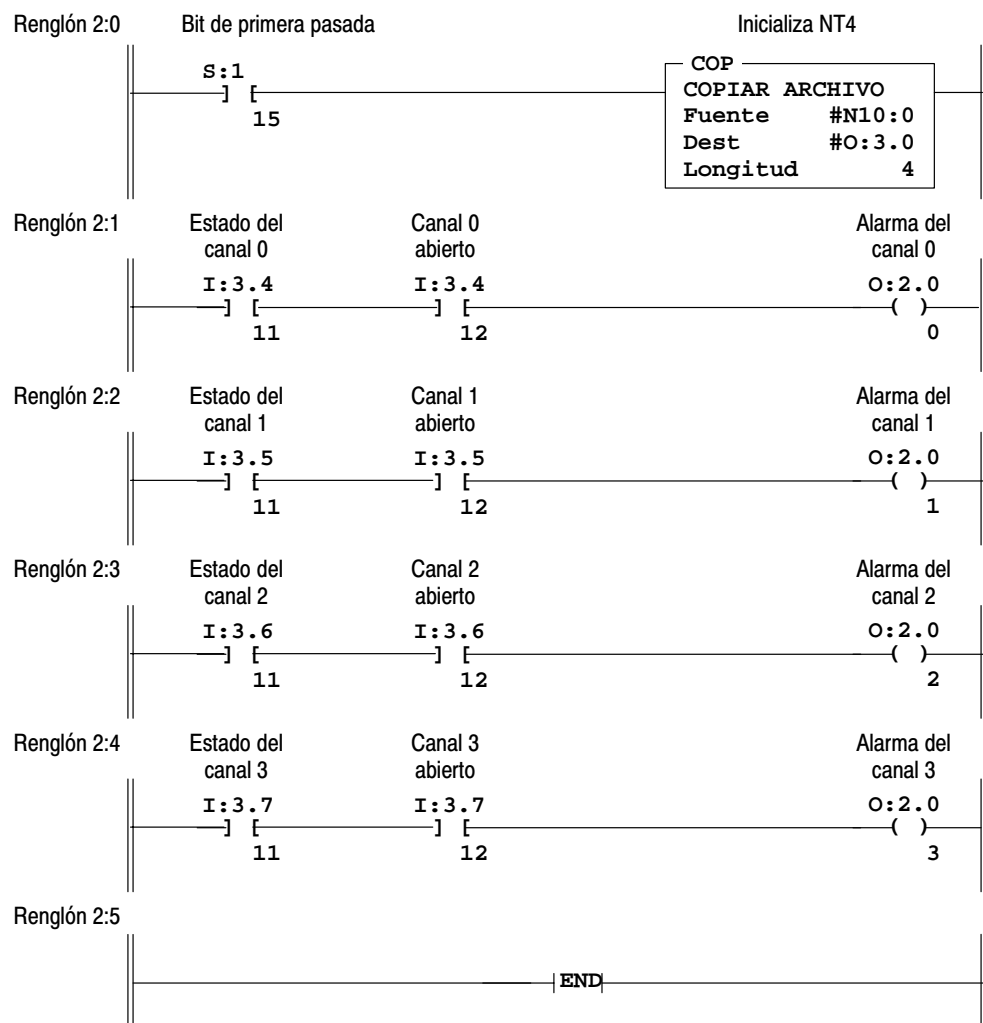 Renglón 2:0 Bit de primera pasada Inicializa NT4
S:1
] [
15
COP
COPIAR ARCHIVO
Fuente #N10:0
Dest #O:3.0
Longitud 4
Renglón 2:1 Estado del Canal 0 Alarma del
canal 0 abierto canal 0
I:3.4 I:3.4 O:2.0
] [ ] [ ( )
11 12 0
Renglón 2:2 Estado del Canal 1 Alarma del
canal 1 abierto canal 1
I:3.5 I:3.5 O:2.0
] [ ] [ ( )
11 12 1
Renglón 2:3 Estado del Canal 2 Alarma del
canal 2 abierto canal 2
I:3.6 I:3.6 O:2.0
] [ ] [ ( )
11 12 2
Renglón 2:4 Estado del Canal 3 Alarma del
canal 3 abierto canal 3
I:3.7 I:3.7 O:2.0
] [ ] [ ( )
11 12 3
Renglón 2:5
END